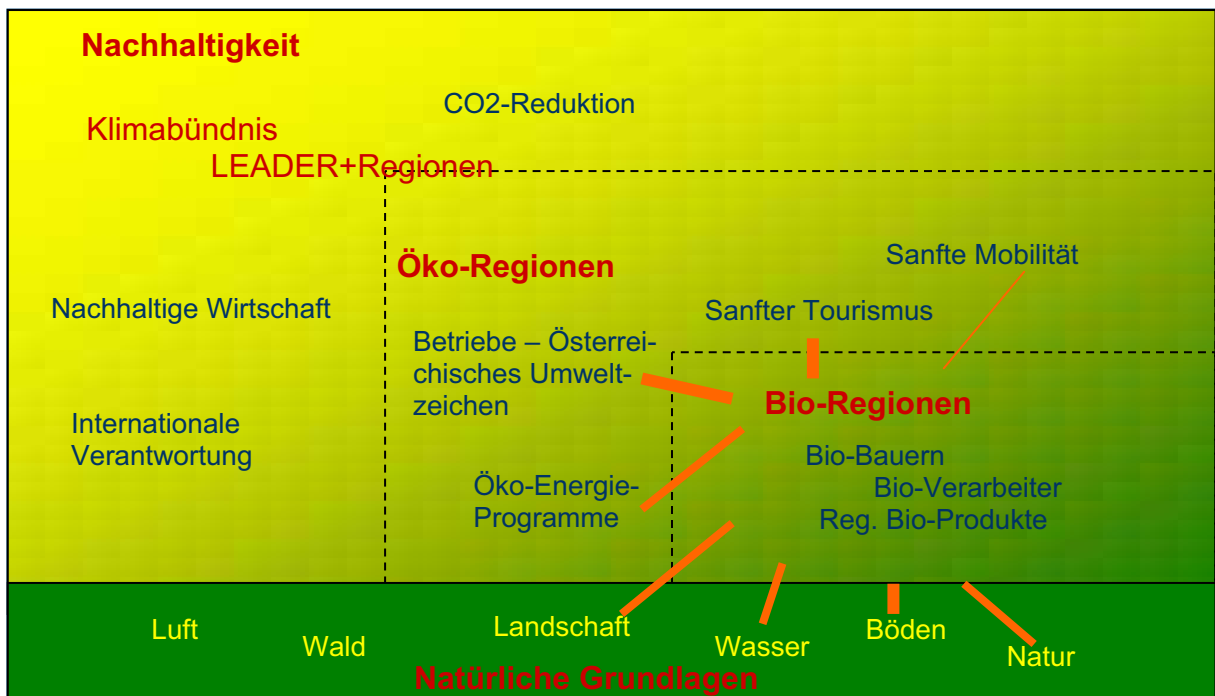 Nachhaltigkeit
CO2-Reduktion
Klimabündnis
LEADER+Regionen
Öko-Regionen
Sanfte Mobilität
Nachhaltige Wirtschaft
Sanfter Tourismus
Betriebe – Österrei-
chisches Umwelt-
zeichen
Bio-Regionen
Internationale
Verantwortung
Bio-Bauern
Bio-Verarbeiter
Reg. Bio-Produkte
Öko-Energie-
Programme
Luft
Wald
Landschaft
Wasser
Böden
Natur
Natürliche Grundlagen